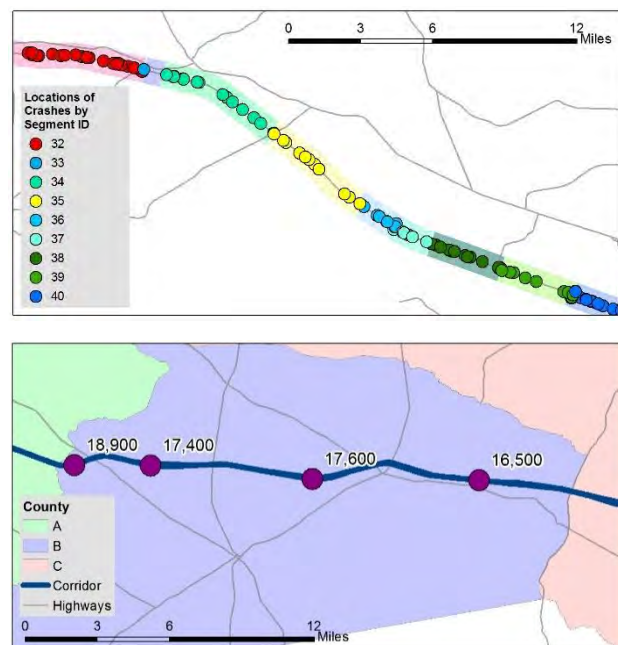 0 3 6 12
Miles
Locations of
Crashes by
Segment ID
32
33
34
35
36
37
38
39
40
18,900
17,400
17,600
16,500
County
A
B
C
Corridor
Highways
0 3 6 12
Miles